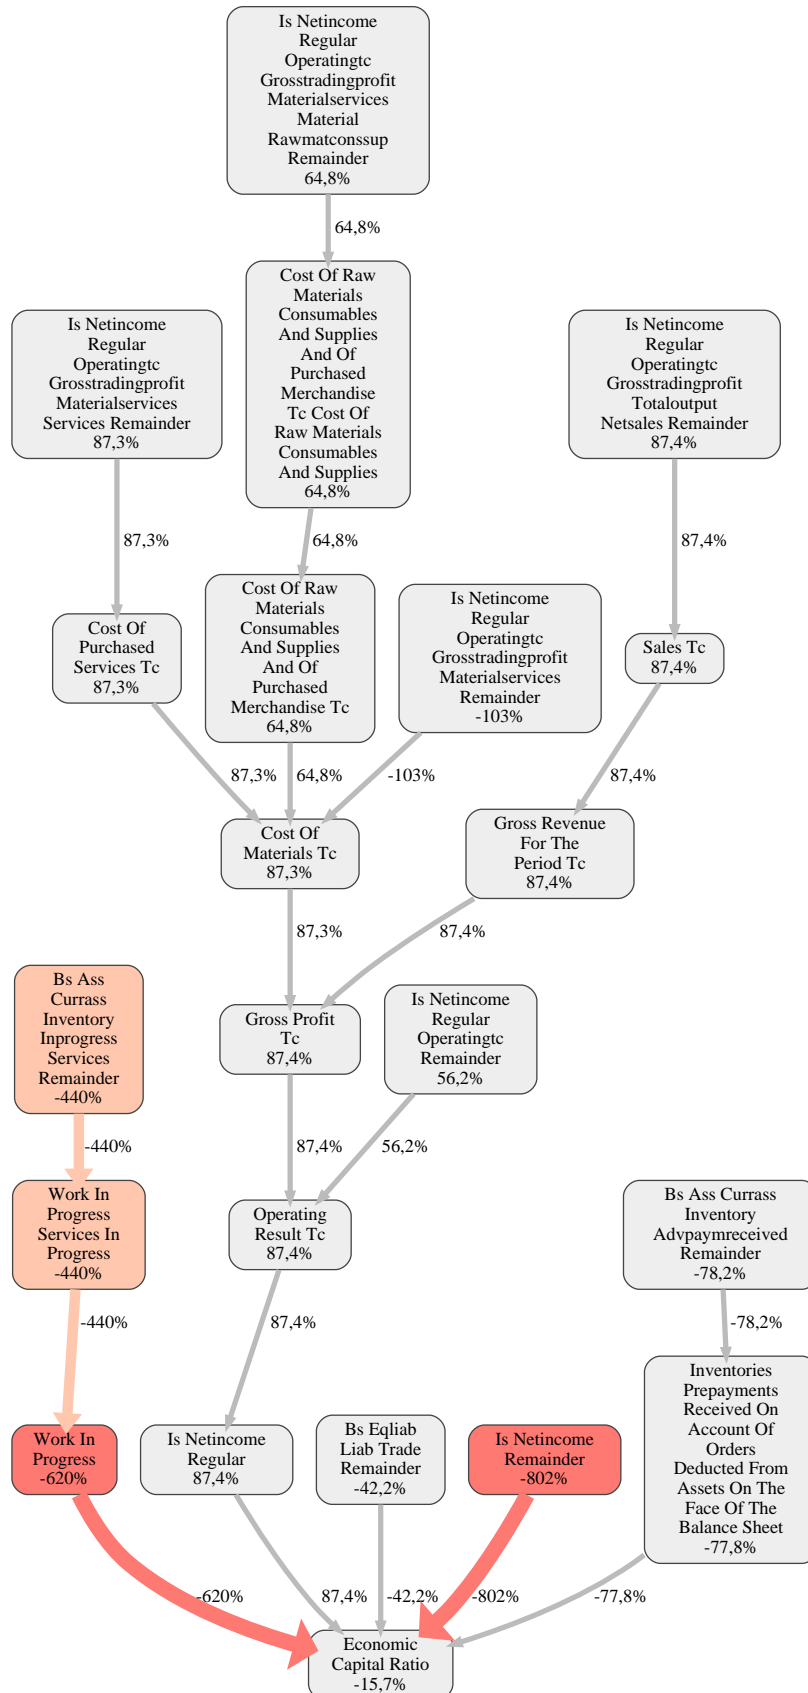 Is Netincome
Regular
Operatingtc
Grosstradingprofit
Materialservices
Material
Rawmatconssup
Remainder
64,8%
64,8%
Cost Of Raw
Materials
Consumables
And Supplies
And Of
Purchased
Merchandise
Tc Cost Of
Raw Materials
Consumables
And Supplies
64,8%
Is Netincome
Regular
Operatingtc
Grosstradingprofit
Materialservices
Services Remainder
87,3%
Is Netincome
Regular
Operatingtc
Grosstradingprofit
Totaloutput
Netsales Remainder
87,4%
87,3%
64,8%
87,4%
Cost Of
Purchased
Services Tc
87,3%
Cost Of Raw
Materials
Consumables
And Supplies
And Of
Purchased
Merchandise Tc
64,8%
Is Netincome
Regular
Operatingtc
Grosstradingprofit
Materialservices
Remainder
-103%
Sales Tc
87,4%
87,3%
64,8%
-103%
87,4%
Cost Of
Materials Tc
87,3%
Gross Revenue
For The
Period Tc
87,4%
87,3%
87,4%
Bs Ass
Currass
Inventory
Inprogress
Services
Remainder
-440%
Gross Profit
Tc
87,4%
Is Netincome
Regular
Operatingtc
Remainder
56,2%
-440%
87,4%
56,2%
Work In
Progress
Services In
Progress
-440%
Operating
Result Tc
87,4%
Bs Ass Currass
Inventory
Advpaymreceived
Remainder
-78,2%
-440%
87,4%
-78,2%
Work In
Progress
-620%
Is Netincome
Regular
87,4%
Bs Eqliab
Liab Trade
Remainder
-42,2%
Is Netincome
Remainder
-802%
Inventories
Prepayments
Received On
Account Of
Orders
Deducted From
Assets On The
Face Of The
Balance Sheet
-77,8%
-620%
87,4%
-42,2%
-802%
-77,8%
Economic
Capital Ratio
-15,7%